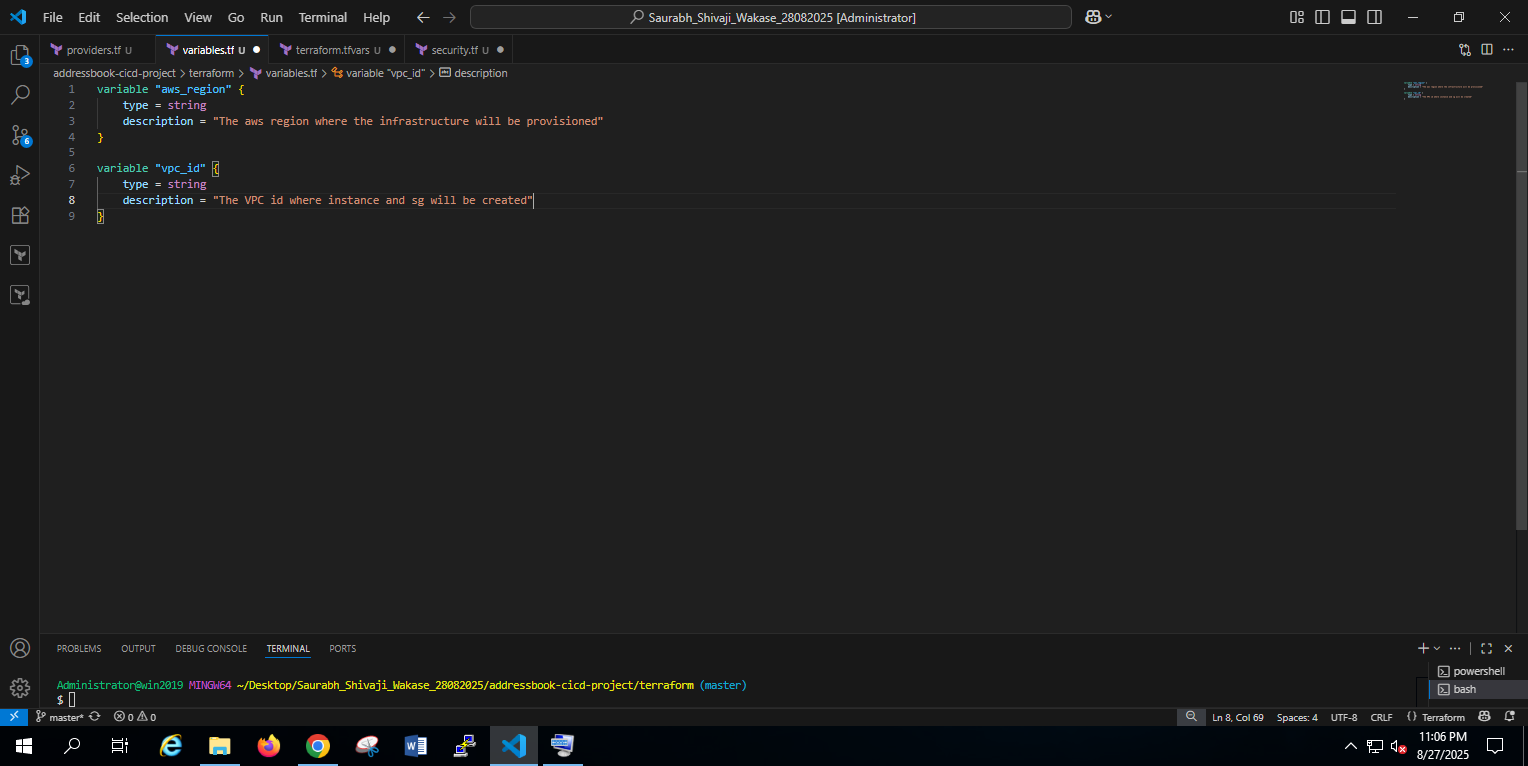 File Edit Selection View Go Run Terminal Help
Saurabh_Shivaji_Wakase_28082025 [Administrator]
providers.tf U
variables.tf U
terraform.tfvars U
security.tf U
addressbook-cicd-project > terraform > variables.tf > variable "vpc_id" > description
1 variable "aws_region" {
2 type = string
3 description = "The aws region where the infrastructure will be provisioned"
4 }
5
6 variable "vpc_id" {
7 type = string
8 description = "The VPC id where instance and sg will be created"
9 }
3
6
PROBLEMS OUTPUT DEBUG CONSOLE TERMINAL PORTS
powershell
bash
Administrator@win2019 MINGW64 ~/Desktop/Saurabh_Shivaji_Wakase_28082025/addressbook-cicd-project/terraform (master)
$
master* 0 0
Ln 8, Col 69 Spaces: 4 UTF-8 CRLF {} Terraform
11:06 PM
8/27/2025